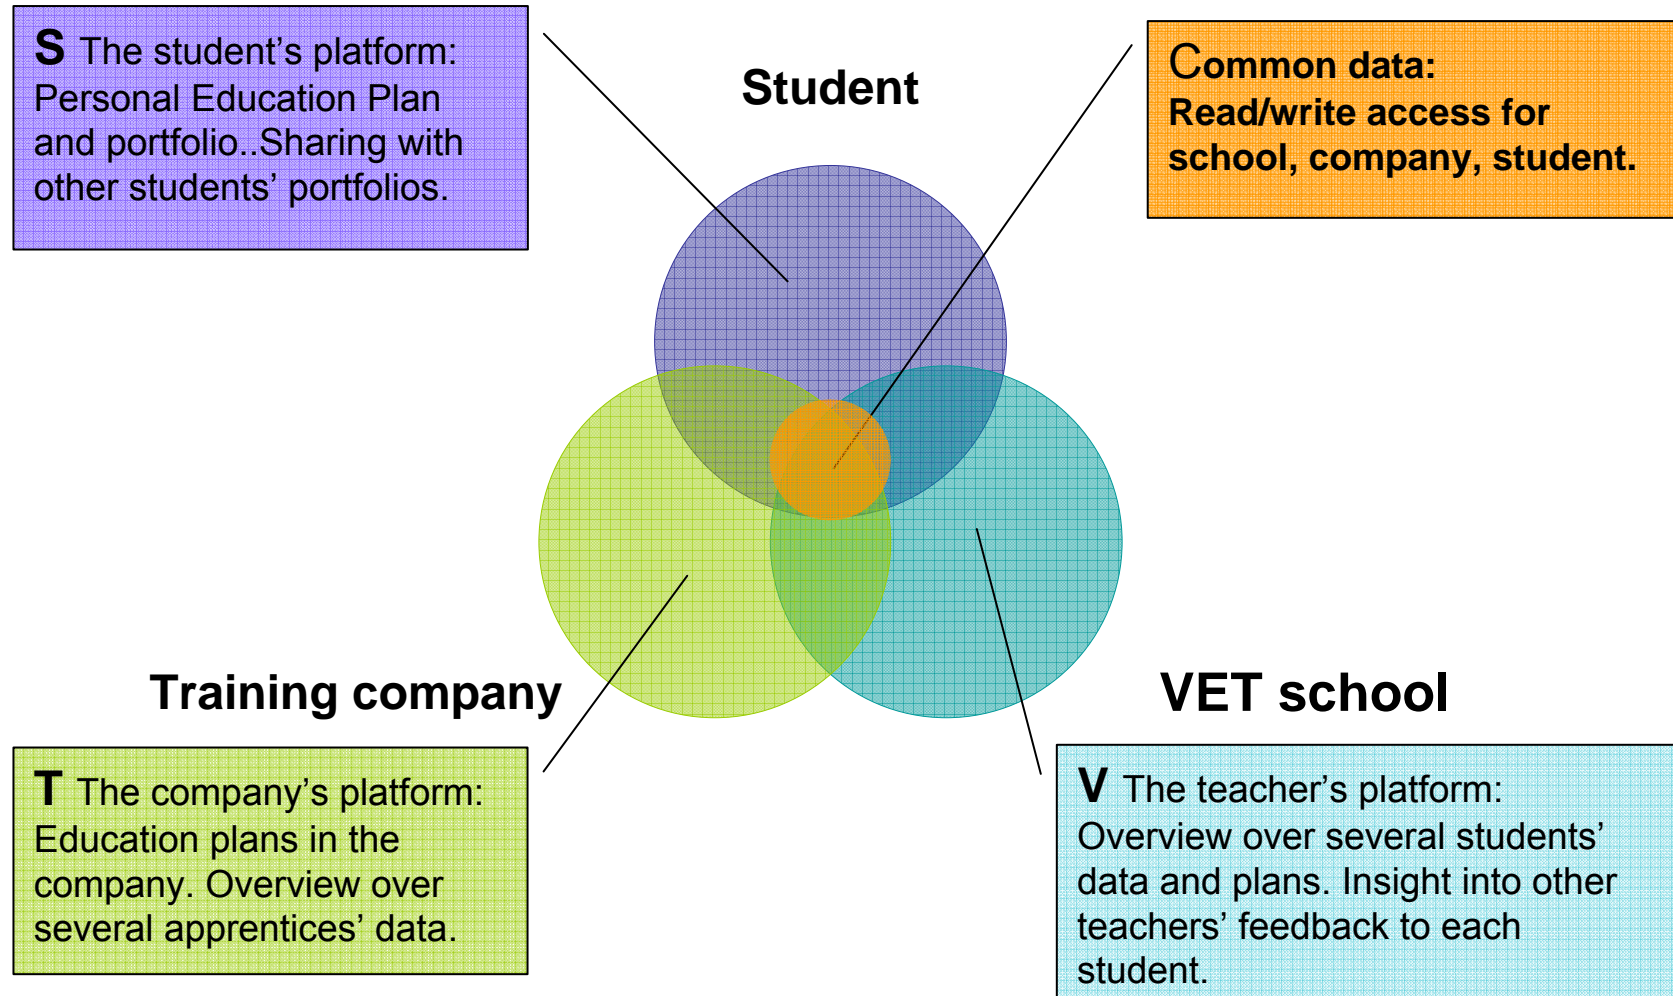 S The student’s platform:
Personal Education Plan
and portfolio..Sharing with
other students’ portfolios.
Student
Common data:
Read/write access for
school, company, student.
Training company
VET school
T The company’s platform:
Education plans in the
company. Overview over
several apprentices’ data.
V The teacher’s platform:
Overview over several students’
data and plans. Insight into other
teachers’ feedback to each
student.